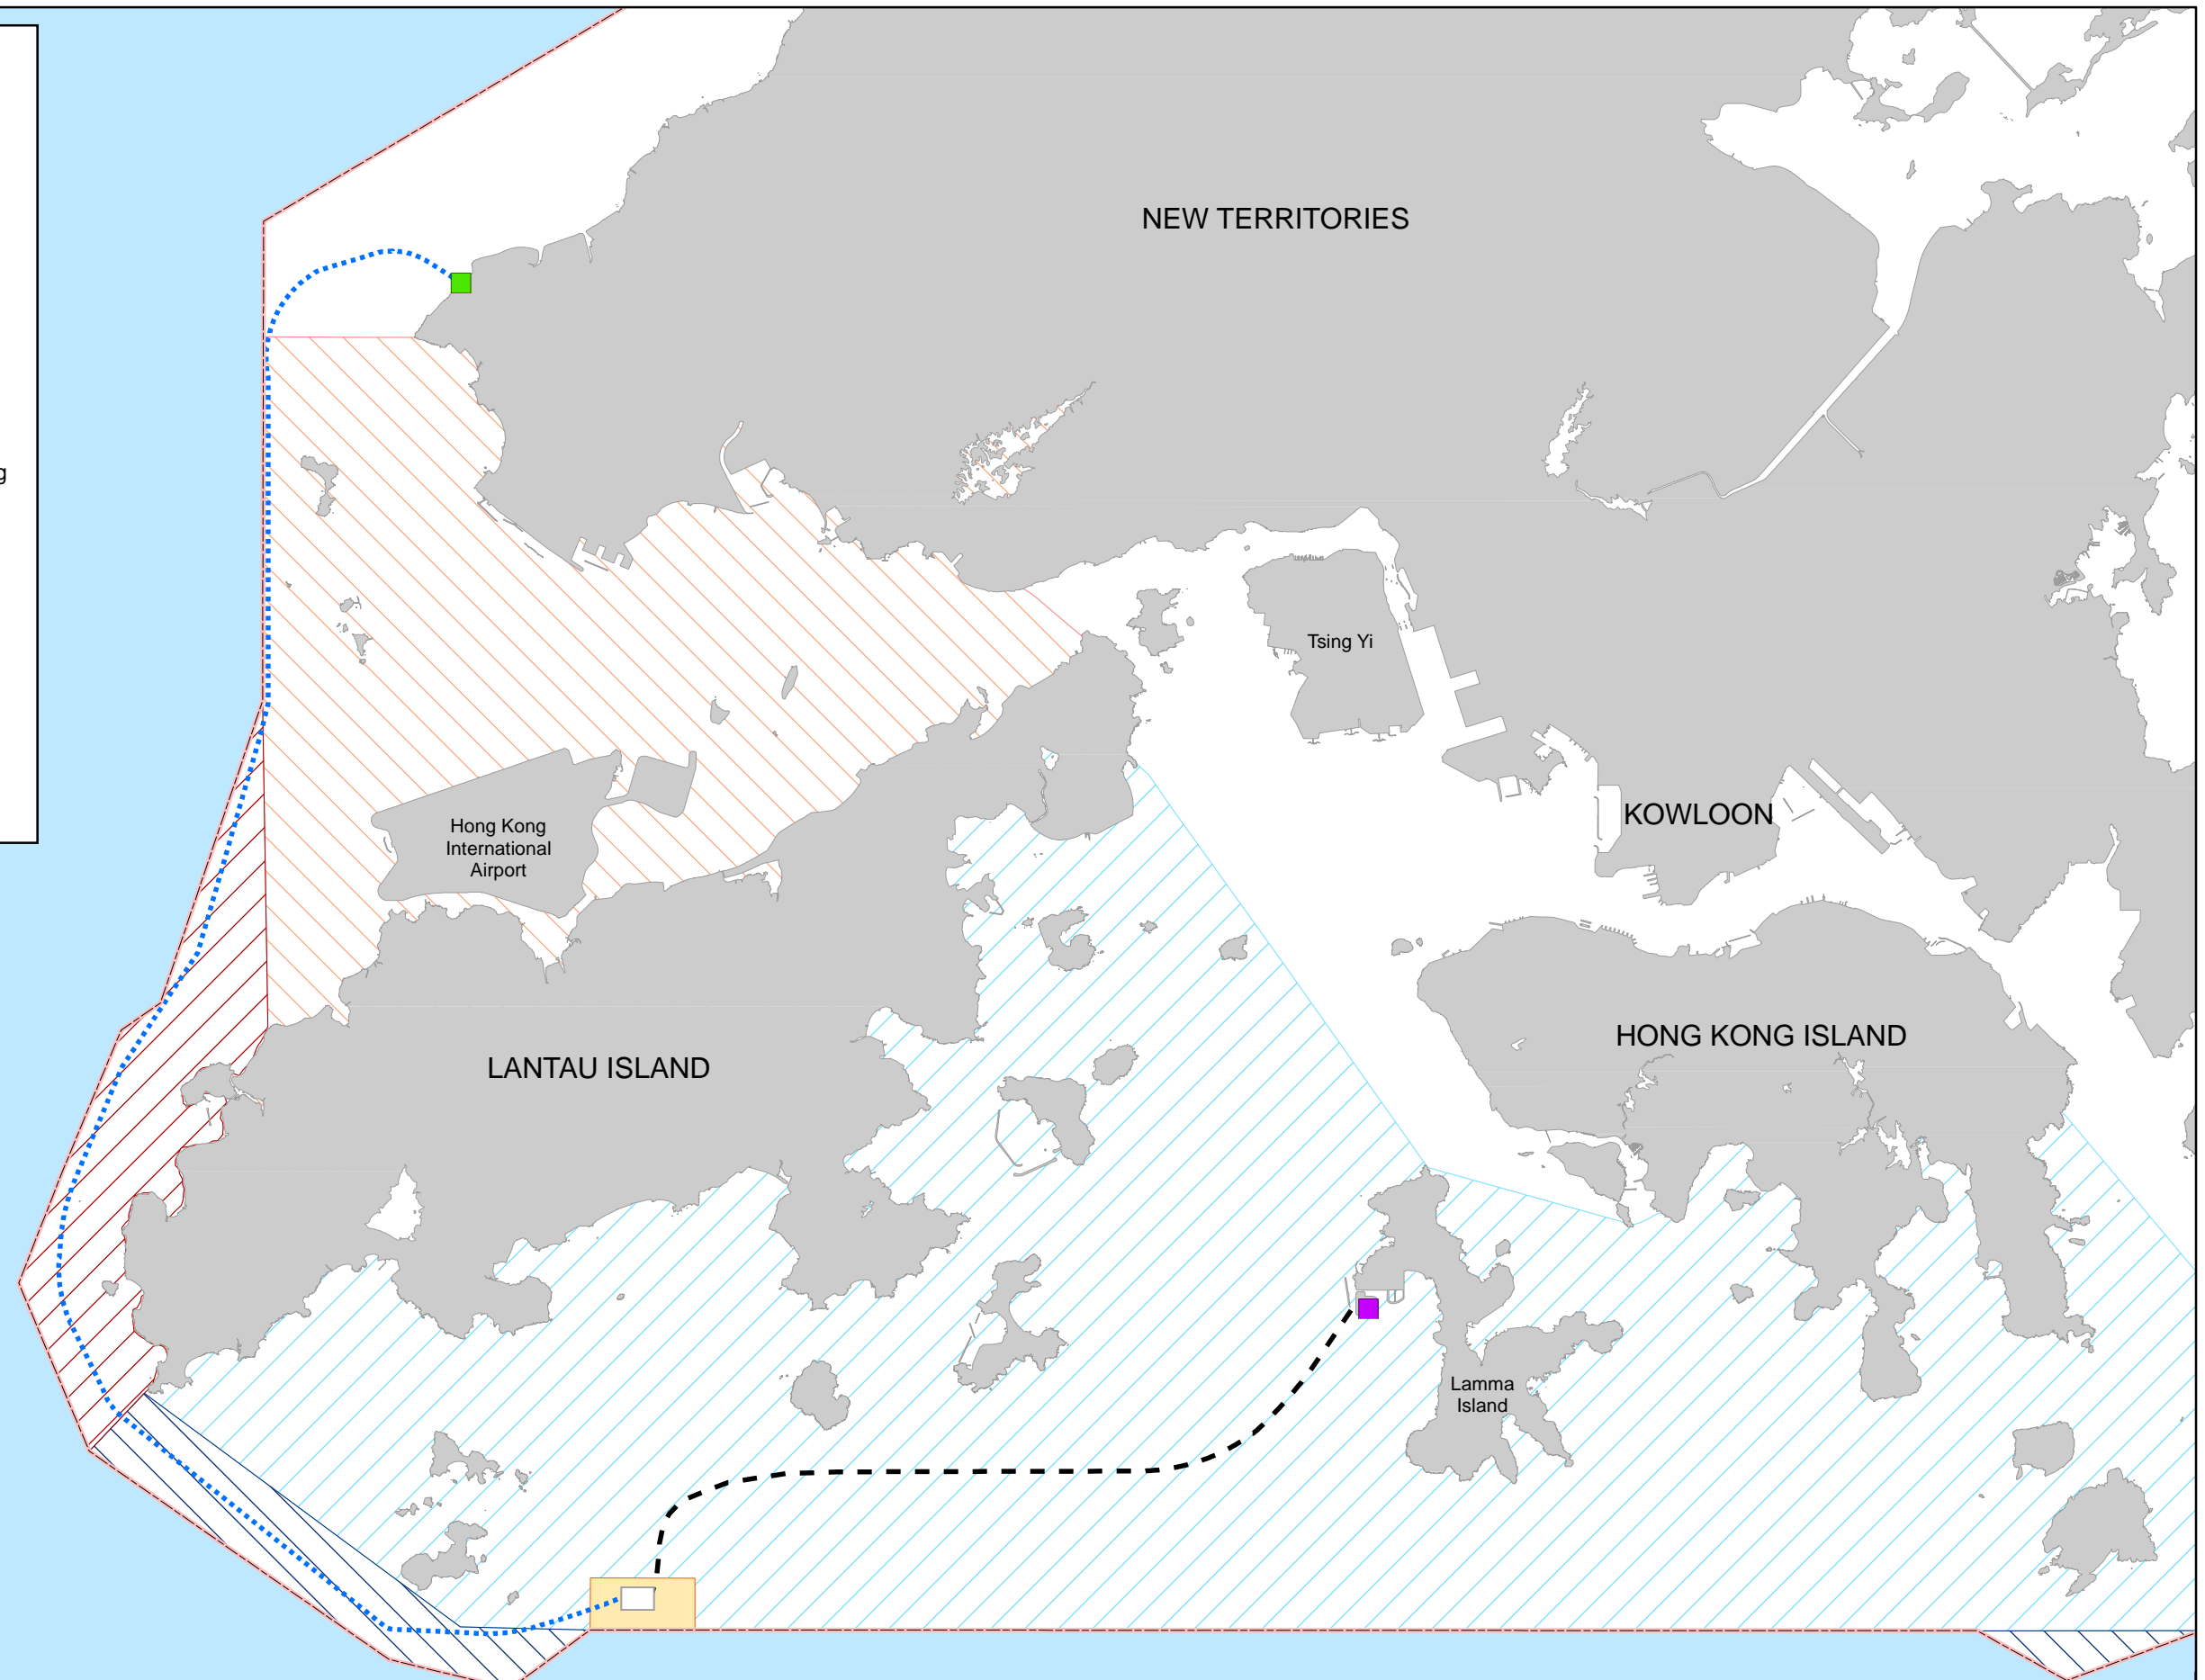 NEW TERRITORIES
g
Tsing Yi
KOWLOON
Hong Kong
International
Airport
HONG KONG ISLAND
LANTAU ISLAND
Lamma
Island